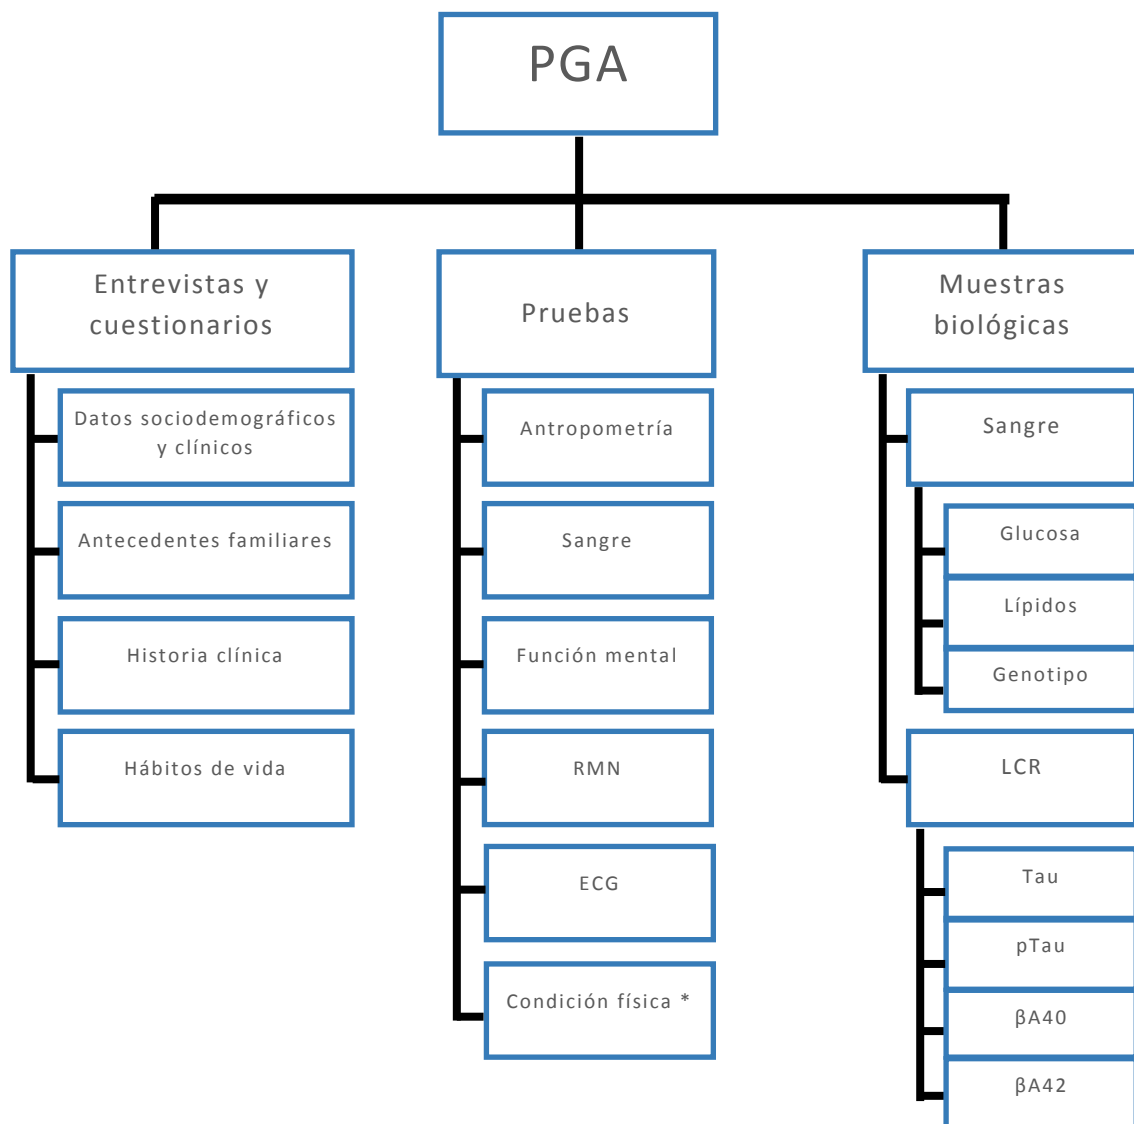 PGA
Entrevistas y
cuestionarios
Datos sociodemográficos
y clínicos
Antecedentes familiares
Historia clínica
Hábitos de vida
Pruebas
Antropometría
Sangre
Función mental
RMN
ECG
Condición física *
Muestras
biológicas
Sangre
Glucosa
Lípidos
Genotipo
LCR
Tau
pTau
βA40
βA42